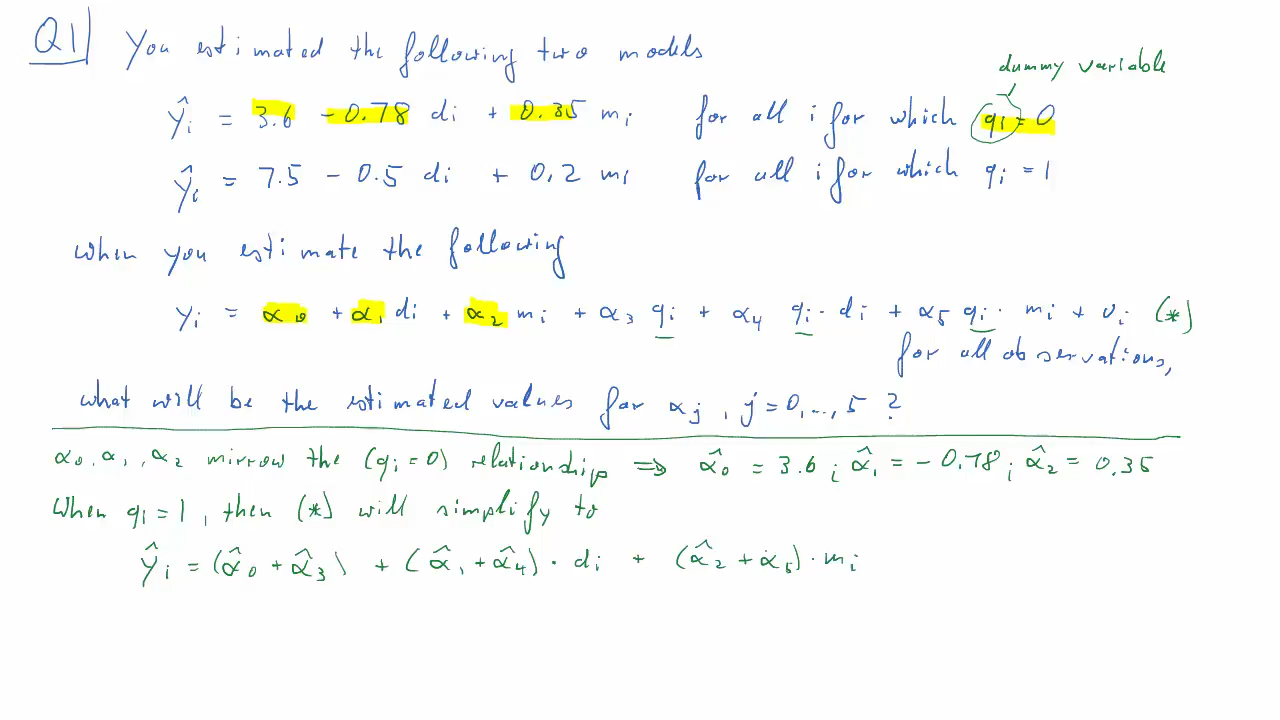 Q1 You estimated the following two models
dummy variable
ŷi = 3.6 - 0.78 di + 0.35 mi for all i for which qi = 0
ŷi = 7.5 - 0.5 di + 0.2 mi for all i for which qi = 1
When you estimate the following
yi = α0 + α1 di + α2 mi + α3 qi + α4 qi · di + α5 qi · mi + υi (*)
for all observations,
what will be the estimated values for αj , j = 0,..., 5 ?
α0, α1, α2 mirrow the (qi = 0) relationship ⇒ α̂0 = 3.6 ; α̂1 = - 0.78 ; α̂2 = 0.35
When qi = 1 , then (*) will simplify to
ŷi = (α̂0 + α̂3) + (α̂1 + α̂4) · di + (α̂2 + α̂5) · mi